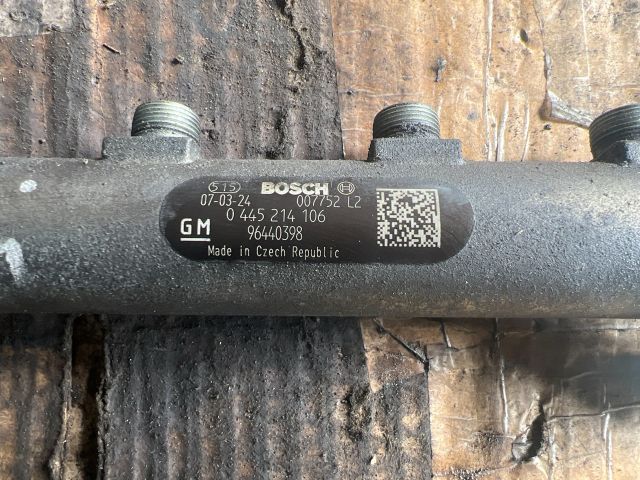 515 BOSCH
07-03-24 007752 L2
0 445 214 106
GM 96440398
Made in Czech Republic